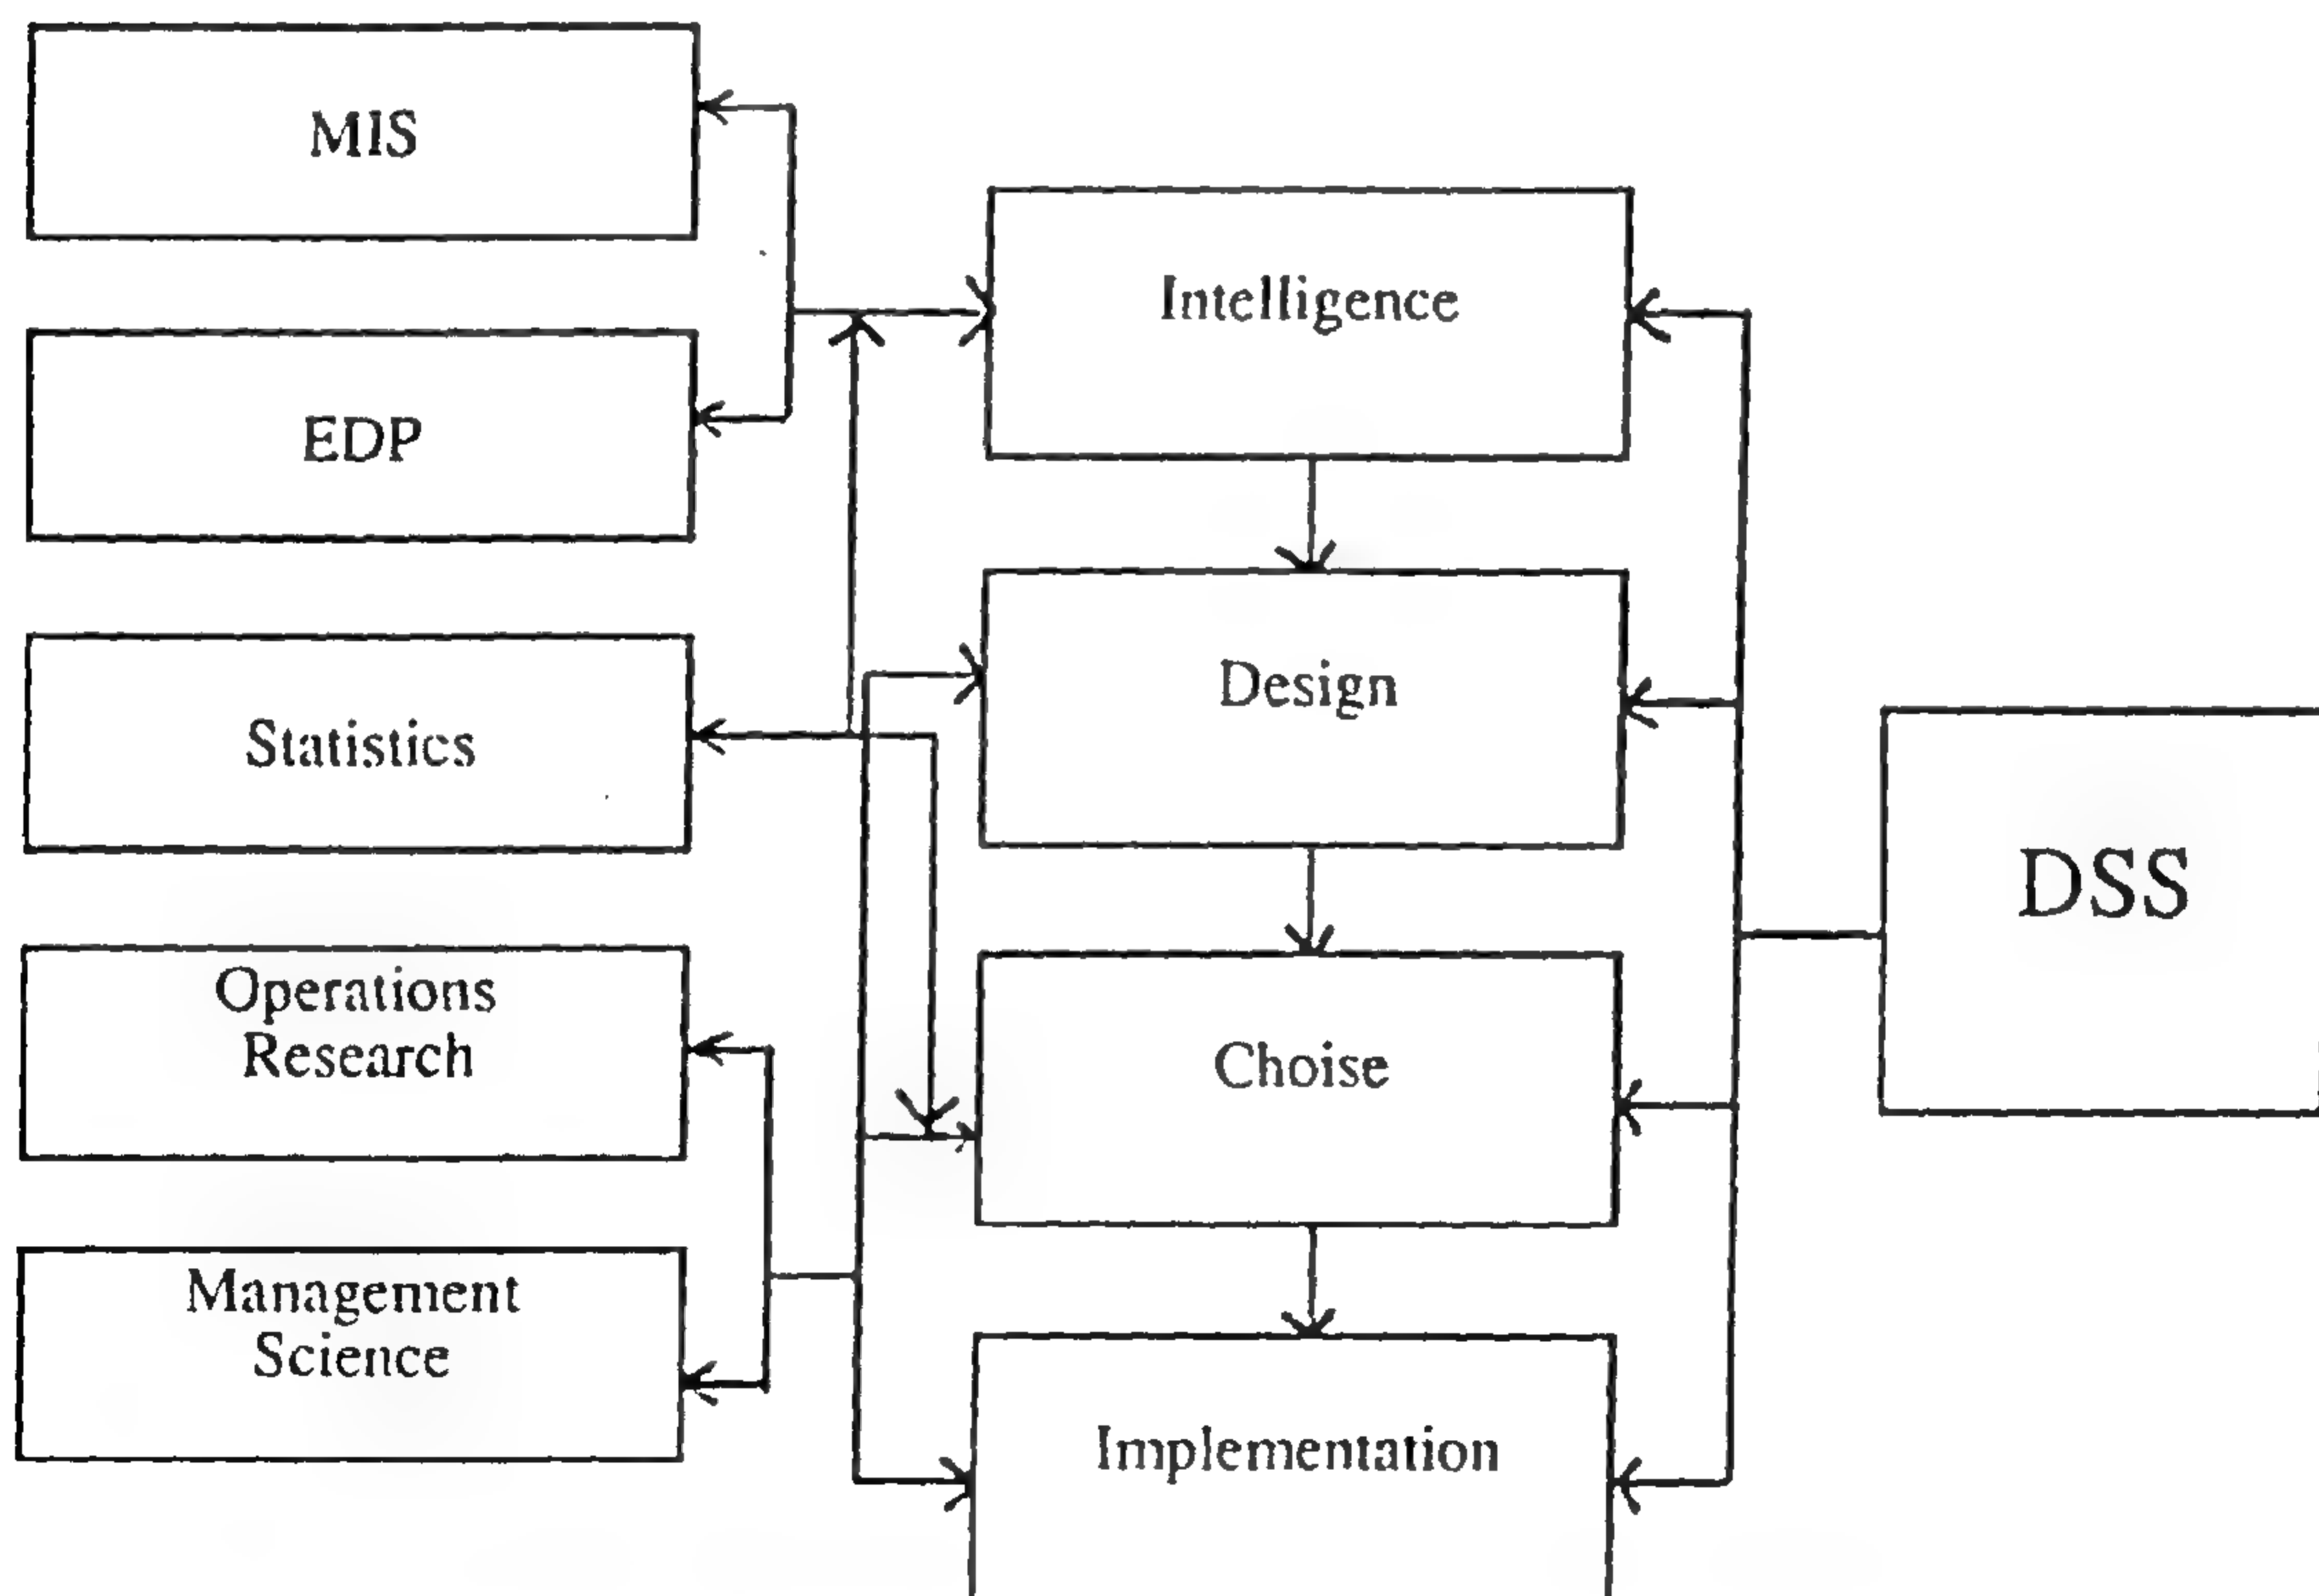 MIS
EDP
Statistics
Operations
Research
Management
Science
Intelligence
Design
Choise
Implementation
DSS